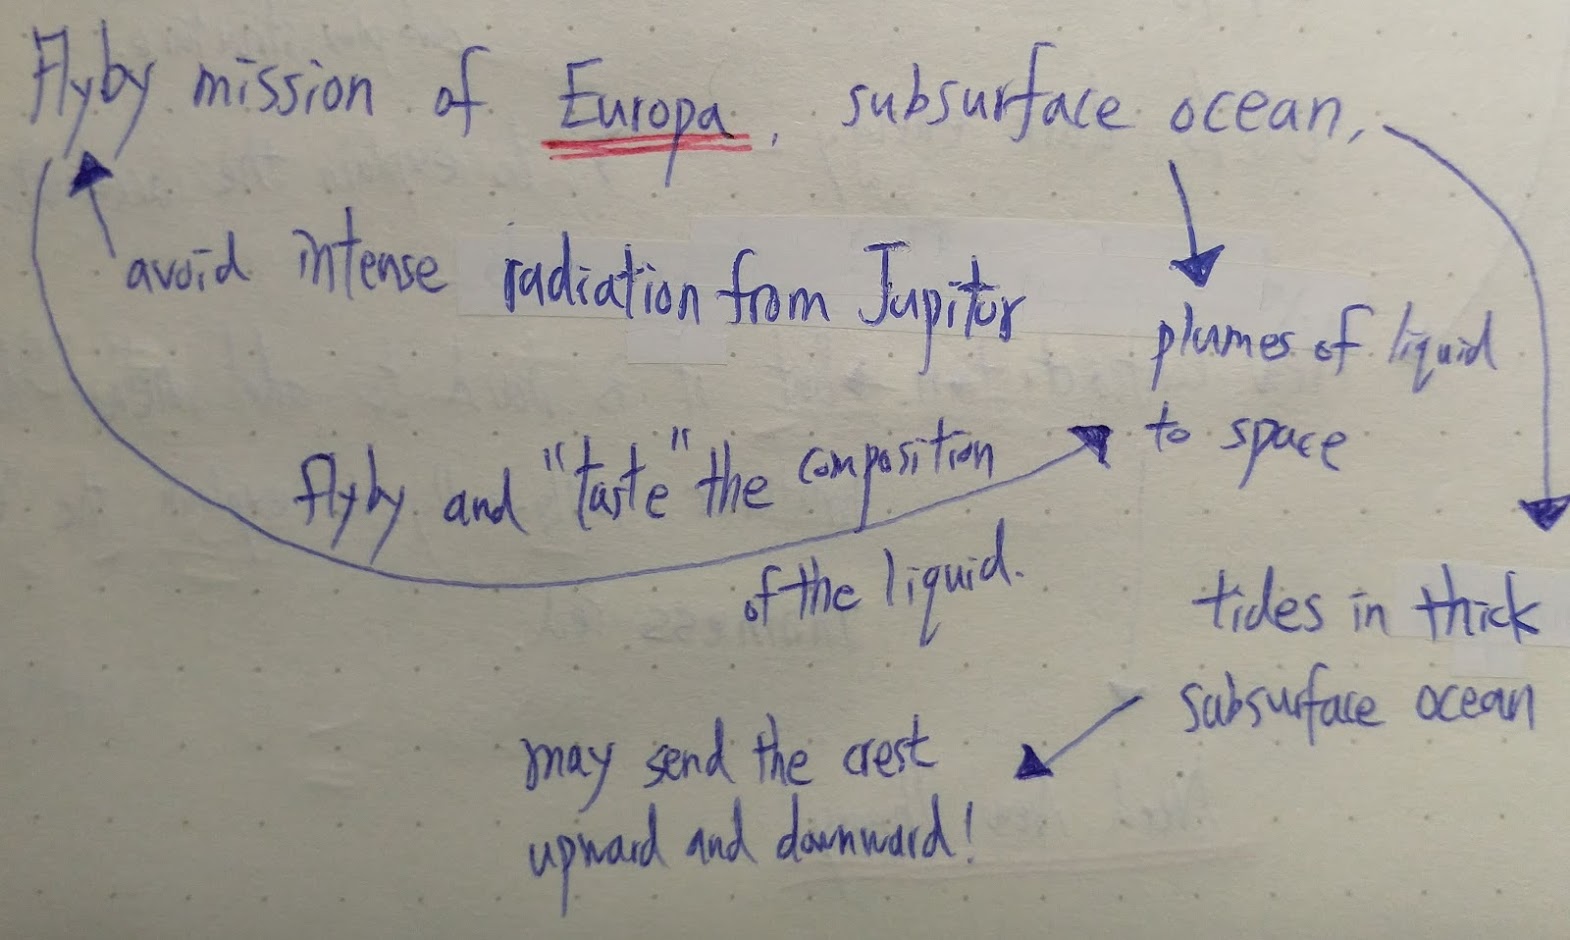 Flyby mission of Europa, subsurface ocean,
avoid intense radiation from Jupitur
plumes of liquid
to space
flyby and "taste" the composition
of the liquid.
tides in thick
subsurface ocean
may send the crest
upward and downward!